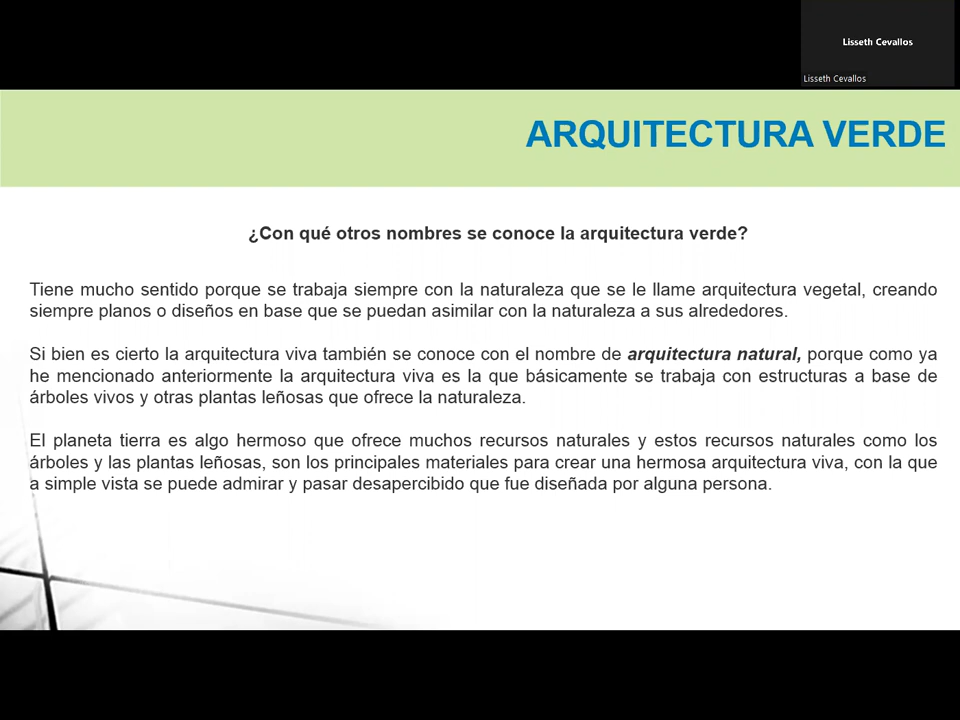 Lisseth Cevallos
Lisseth Cevallos
ARQUITECTURA VERDE
¿Con qué otros nombres se conoce la arquitectura verde?
Tiene mucho sentido porque se trabaja siempre con la naturaleza que se le llame arquitectura vegetal, creando
siempre planos o diseños en base que se puedan asimilar con la naturaleza a sus alrededores.
Si bien es cierto la arquitectura viva también se conoce con el nombre de arquitectura natural, porque como ya
he mencionado anteriormente la arquitectura viva es la que básicamente se trabaja con estructuras a base de
árboles vivos y otras plantas leñosas que ofrece la naturaleza.
El planeta tierra es algo hermoso que ofrece muchos recursos naturales y estos recursos naturales como los
árboles y las plantas leñosas, son los principales materiales para crear una hermosa arquitectura viva, con la que
a simple vista se puede admirar y pasar desapercibido que fue diseñada por alguna persona.